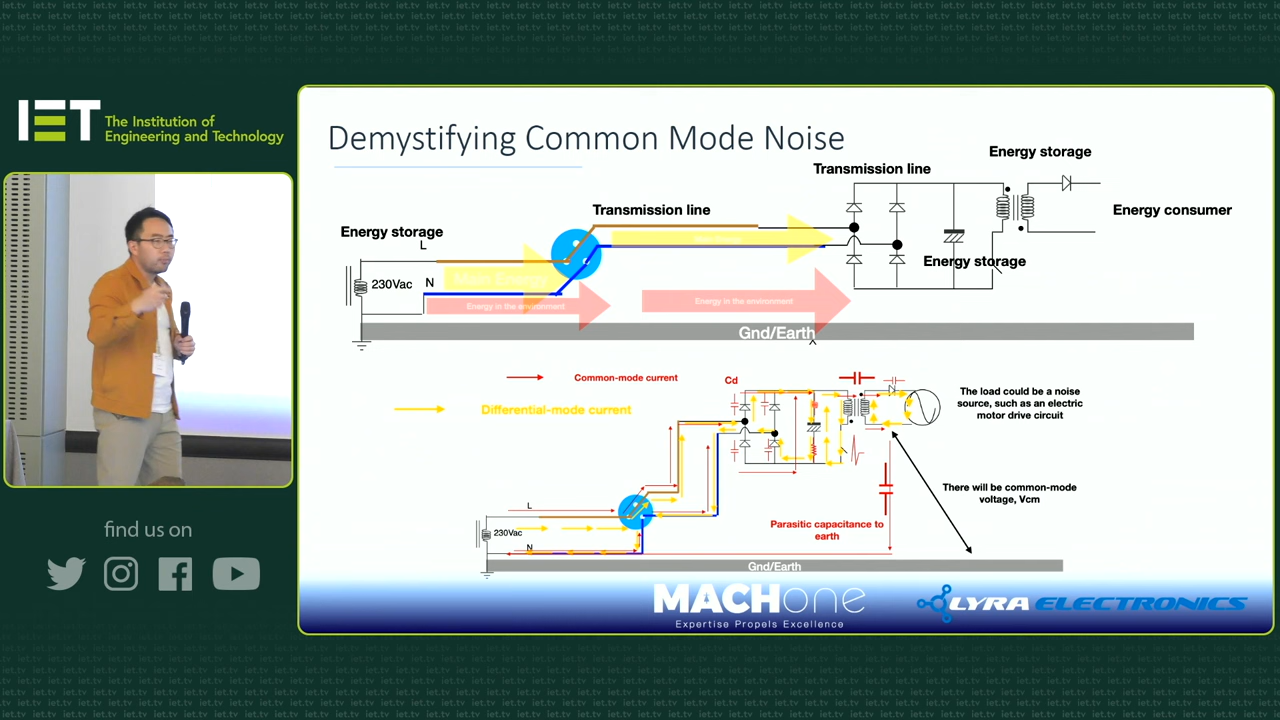 IET The Institution of
Engineering and Technology
find us on
Demystifying Common Mode Noise
Energy storage
Transmission line
Transmission line
Energy storage
Energy consumer
Energy storage
L
N
230Vac
Main Energy
Energy in the environment
Energy in the environment
Gnd/Earth
Common-mode current
Differential-mode current
Cd
The load could be a noise
source, such as an electric
motor drive circuit
There will be common-mode
voltage, Vcm
Parasitic capacitance to
earth
L
230Vac
N
Gnd/Earth
MACHone
Expertise Propels Excellence
LYRA ELECTRONICS